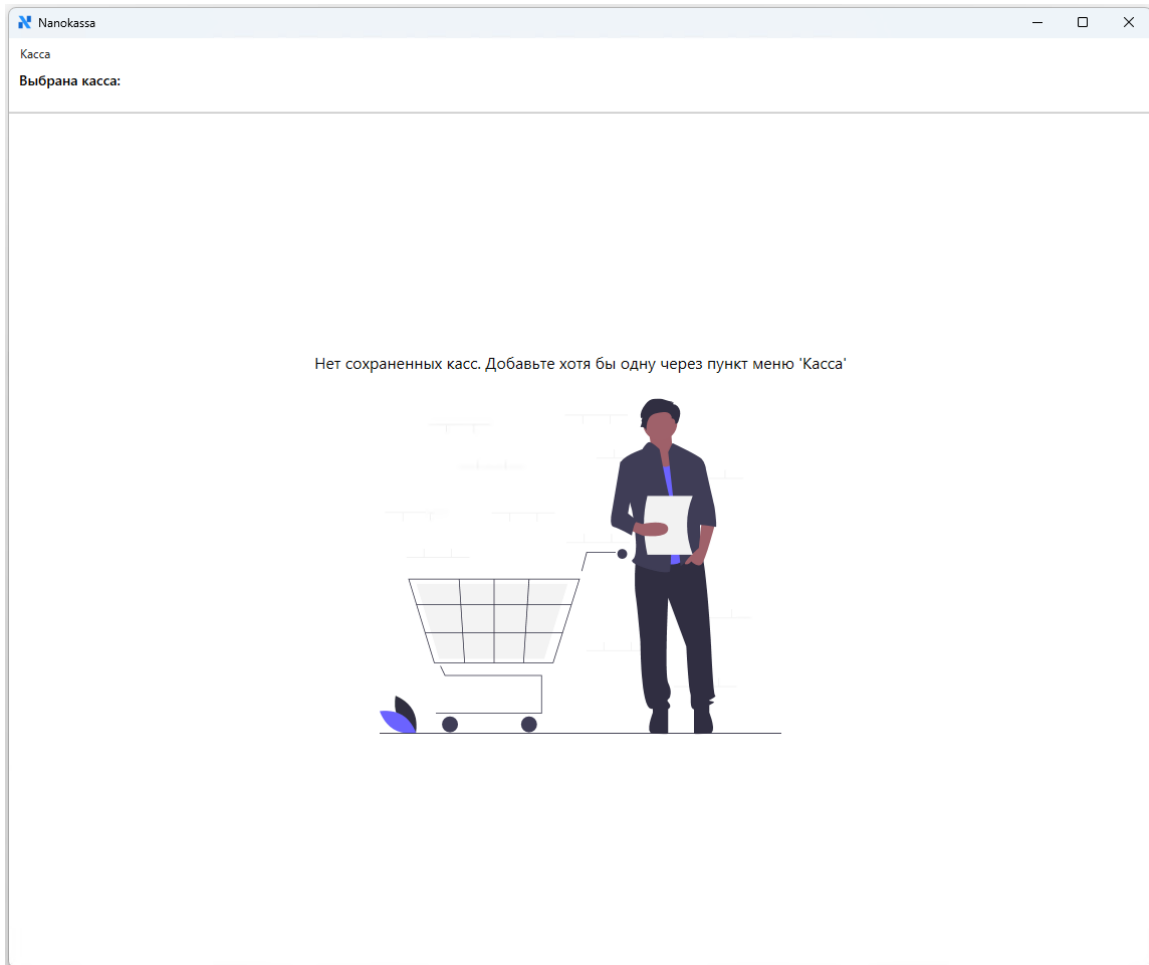 Nanokassa
Касса
Выбрана касса:
Нет сохраненных касс. Добавьте хотя бы одну через пункт меню 'Касса'